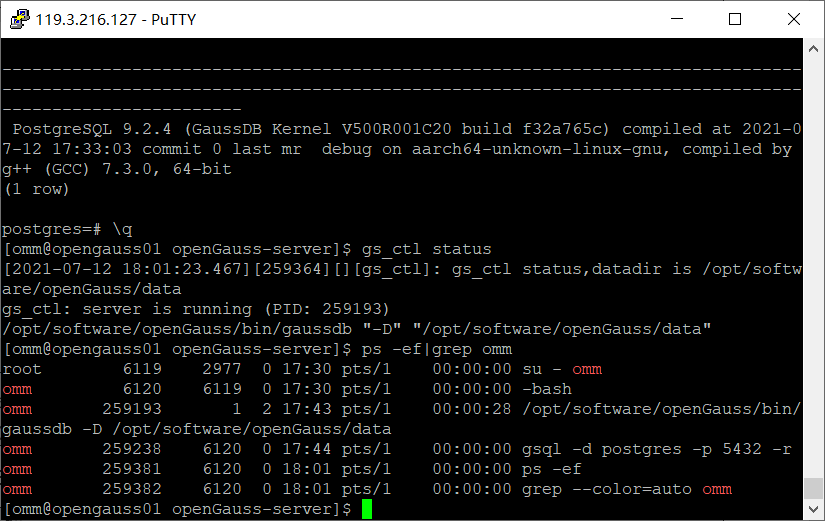 119.3.216.127 - PuTTY
--------------------------------------------------------------------------------
--------------------------------------------------------------------------------
------------------------
 PostgreSQL 9.2.4 (GaussDB Kernel V500R001C20 build f32a765c) compiled at 2021-0
7-12 17:33:03 commit 0 last mr  debug on aarch64-unknown-linux-gnu, compiled by
g++ (GCC) 7.3.0, 64-bit
(1 row)
postgres=# \q
[omm@opengauss01 openGauss-server]$ gs_ctl status
[2021-07-12 18:01:23.467][259364][][gs_ctl]: gs_ctl status,datadir is /opt/softw
are/openGauss/data
gs_ctl: server is running (PID: 259193)
/opt/software/openGauss/bin/gaussdb "-D" "/opt/software/openGauss/data"
[omm@opengauss01 openGauss-server]$ ps -ef|grep omm
root        6119    2977  0 17:30 pts/1    00:00:00 su - omm
omm         6120    6119  0 17:30 pts/1    00:00:00 -bash
omm       259193       1  2 17:43 pts/1    00:00:28 /opt/software/openGauss/bin/
gaussdb -D /opt/software/openGauss/data
omm       259238    6120  0 17:44 pts/1    00:00:00 gsql -d postgres -p 5432 -r
omm       259381    6120  0 18:01 pts/1    00:00:00 ps -ef
omm       259382    6120  0 18:01 pts/1    00:00:00 grep --color=auto omm
[omm@opengauss01 openGauss-server]$